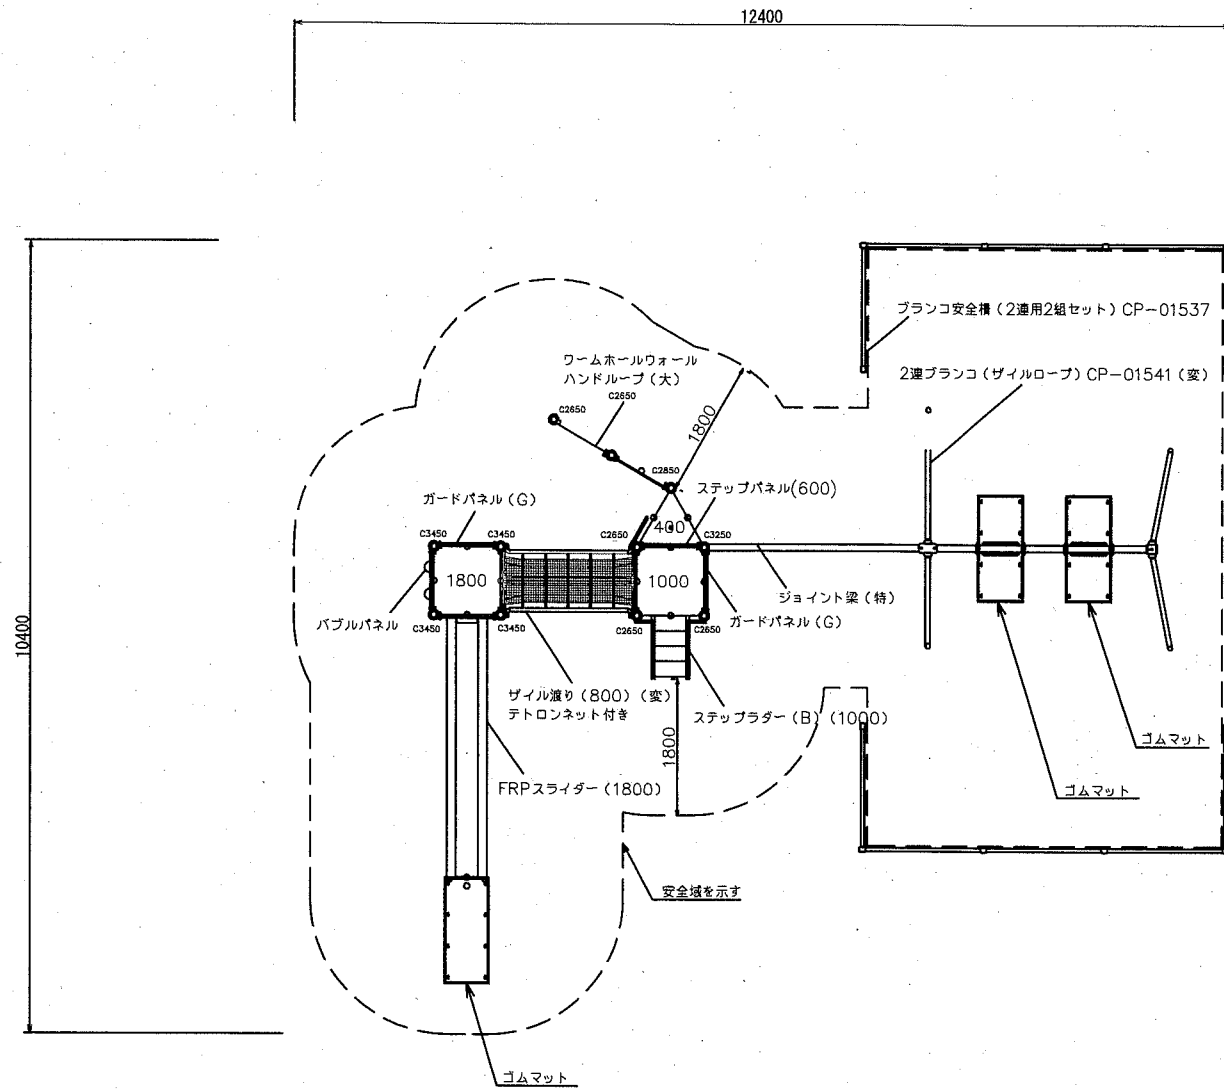 12400
10400
ブランコ安全柵（2連用2組セット）CP-01537
2連ブランコ（ザイルロープ）CP-01541（変）
ワームホールウォール
ハンドループ（大）
C2650
C2650
1800
C2850
ステップパネル(600)
ガードパネル（G）
400
C3450
C3450
C2650
C3250
1800
1000
ジョイント梁（特）
バブルパネル
C3450
C3450
C2650
C2650
ガードパネル（G）
ザイル渡り（800）（変）
テトロンネット付き
ステップラダー（B）（1000）
1800
ゴムマット
FRPスライダー（1800）
ゴムマット
安全域を示す
ゴムマット